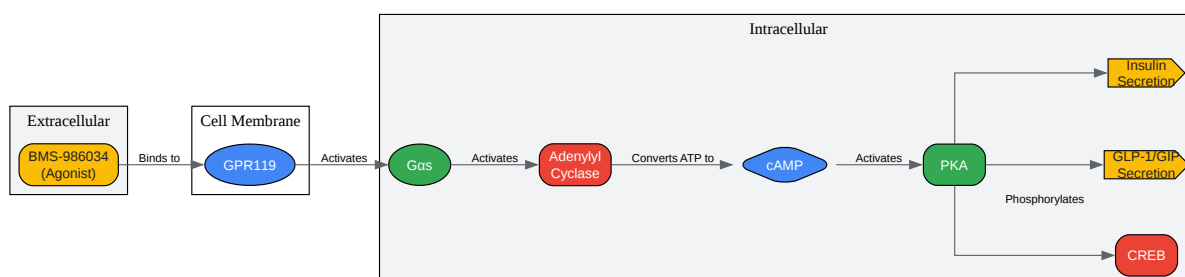 Intracellular
Insulin
Secretion
Extracellular
Cell Membrane
BMS-986034
(Agonist)
Binds to
GPR119
Activates
Gαs
Activates
Adenylyl
Cyclase
Converts ATP to
cAMP
Activates
PKA
GLP-1/GIP
Secretion
Phosphorylates
CREB